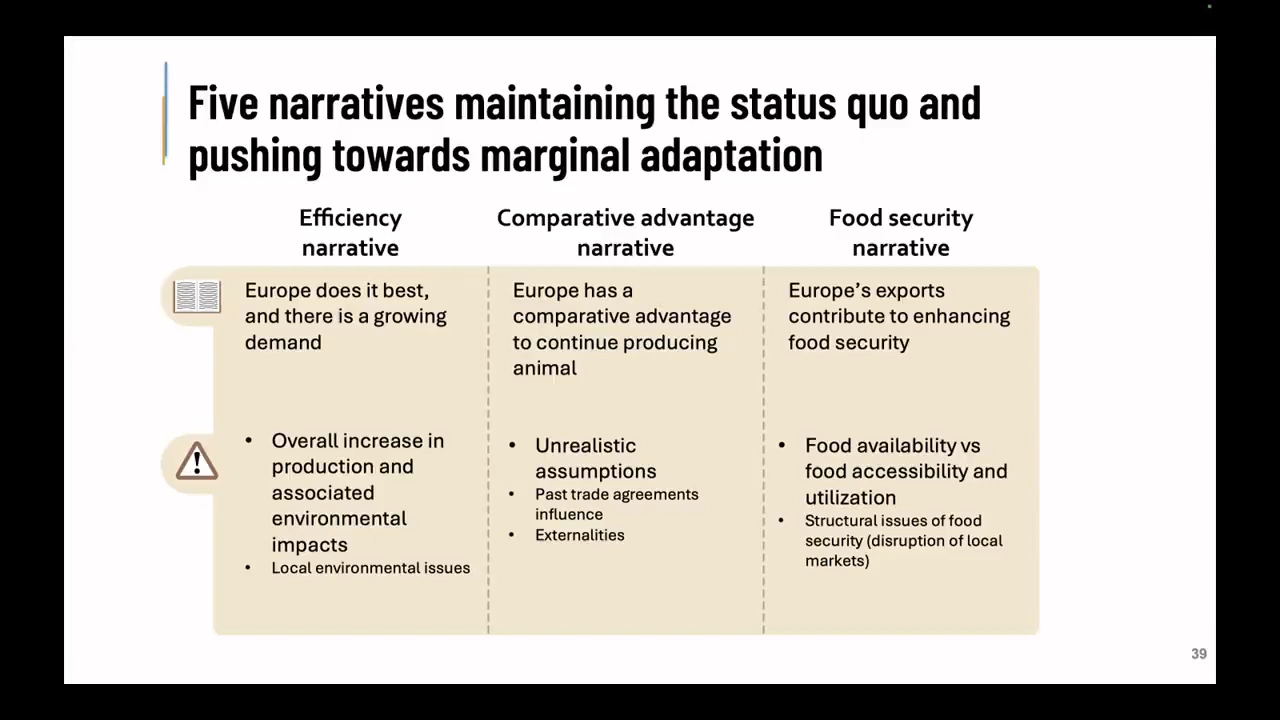 Five narratives maintaining the status quo and
pushing towards marginal adaptation
Efficiency
narrative
Comparative advantage
narrative
Food security
narrative
Europe does it best,
and there is a growing
demand
Europe has a
comparative advantage
to continue producing
animal
Europe's exports
contribute to enhancing
food security
• Overall increase in
production and
associated
environmental
impacts
• Local environmental issues
• Unrealistic
assumptions
• Past trade agreements
influence
• Externalities
• Food availability vs
food accessibility and
utilization
• Structural issues of food
security (disruption of local
markets)
39